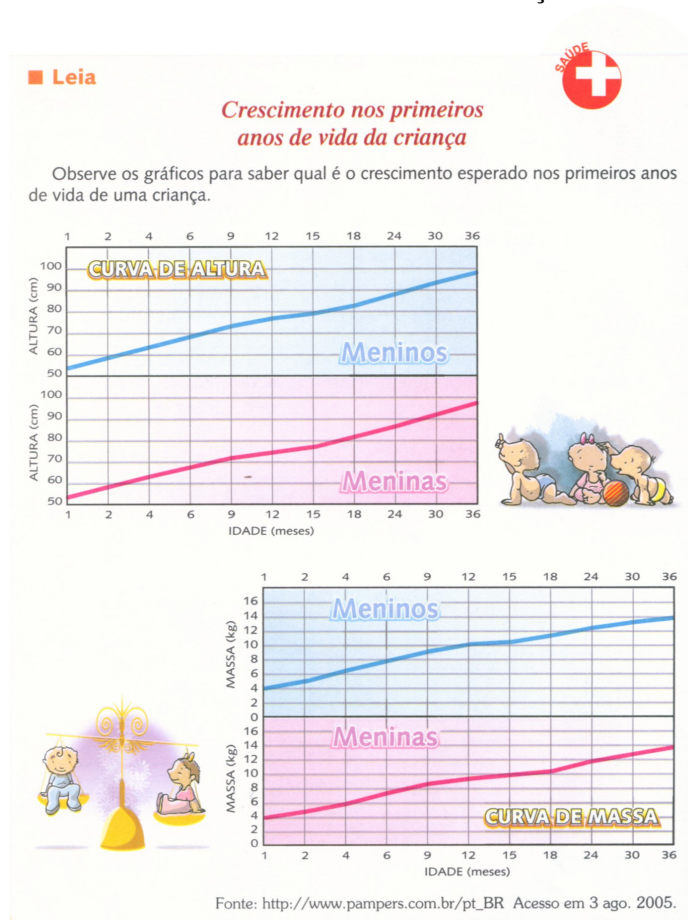 SAÚDE
Leia
Crescimento nos primeiros
anos de vida da criança
Observe os gráficos para saber qual é o crescimento esperado nos primeiros anos
de vida de uma criança.
1 2 4 6 9 12 15 18 24 30 36
CURVA DE ALTURA
ALTURA (cm)
100
90
80
70
60
50
Meninos
ALTURA (cm)
100
90
80
70
60
50
Meninas
1 2 4 6 9 12 15 18 24 30 36
IDADE (meses)
1 2 4 6 9 12 15 18 24 30 36
Meninos
MASSA (kg)
16
14
12
10
8
6
4
2
0
Meninas
MASSA (kg)
16
14
12
10
8
6
4
2
0
CURVA DE MASSA
1 2 4 6 9 12 15 18 24 30 36
IDADE (meses)
Fonte: http://www.pampers.com.br/pt_BR Acesso em 3 ago. 2005.